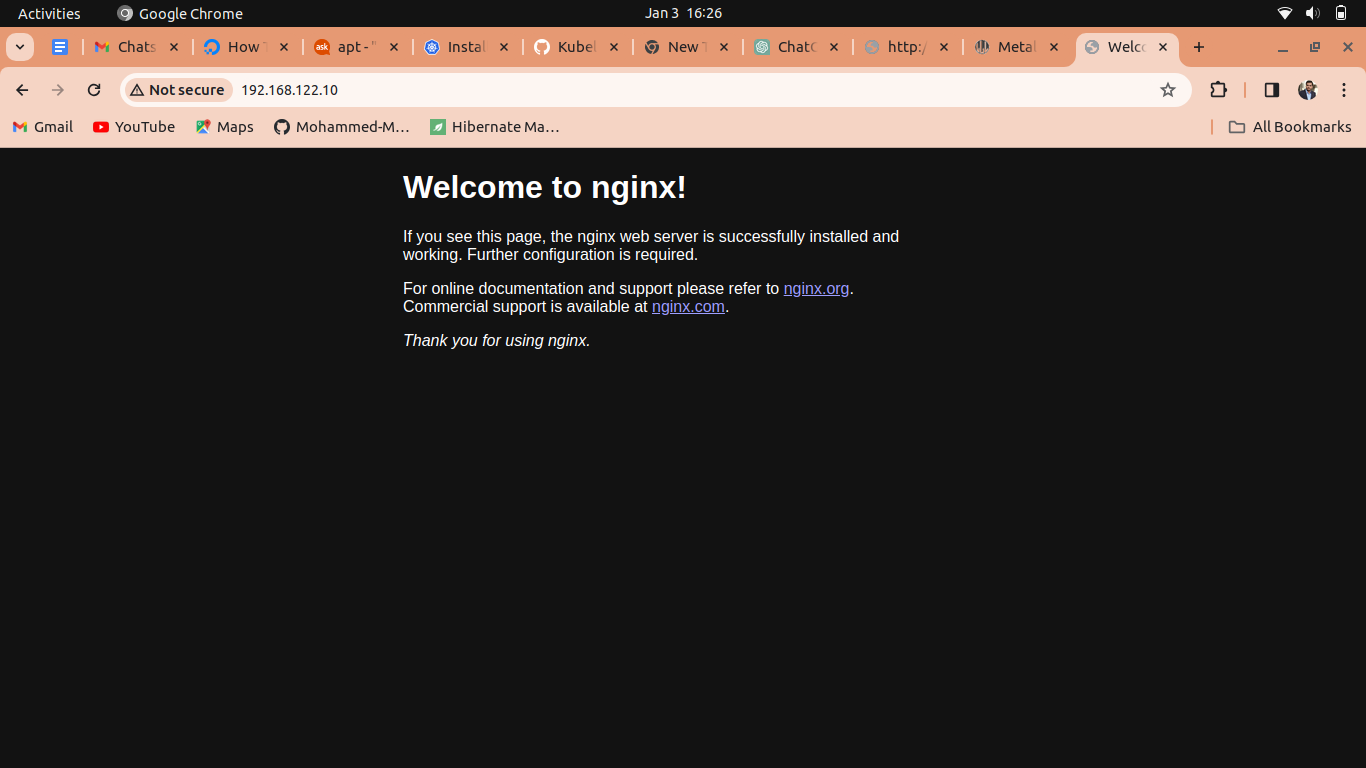 Activities Google Chrome Jan 3 16:26
Chats How T ask apt - " Instal Kubel New T ChatG http:/ Metal Welco
Not secure 192.168.122.10
Gmail YouTube Maps Mohammed-M... Hibernate Ma... All Bookmarks
Welcome to nginx!
If you see this page, the nginx web server is successfully installed and
working. Further configuration is required.
For online documentation and support please refer to nginx.org.
Commercial support is available at nginx.com.
Thank you for using nginx.